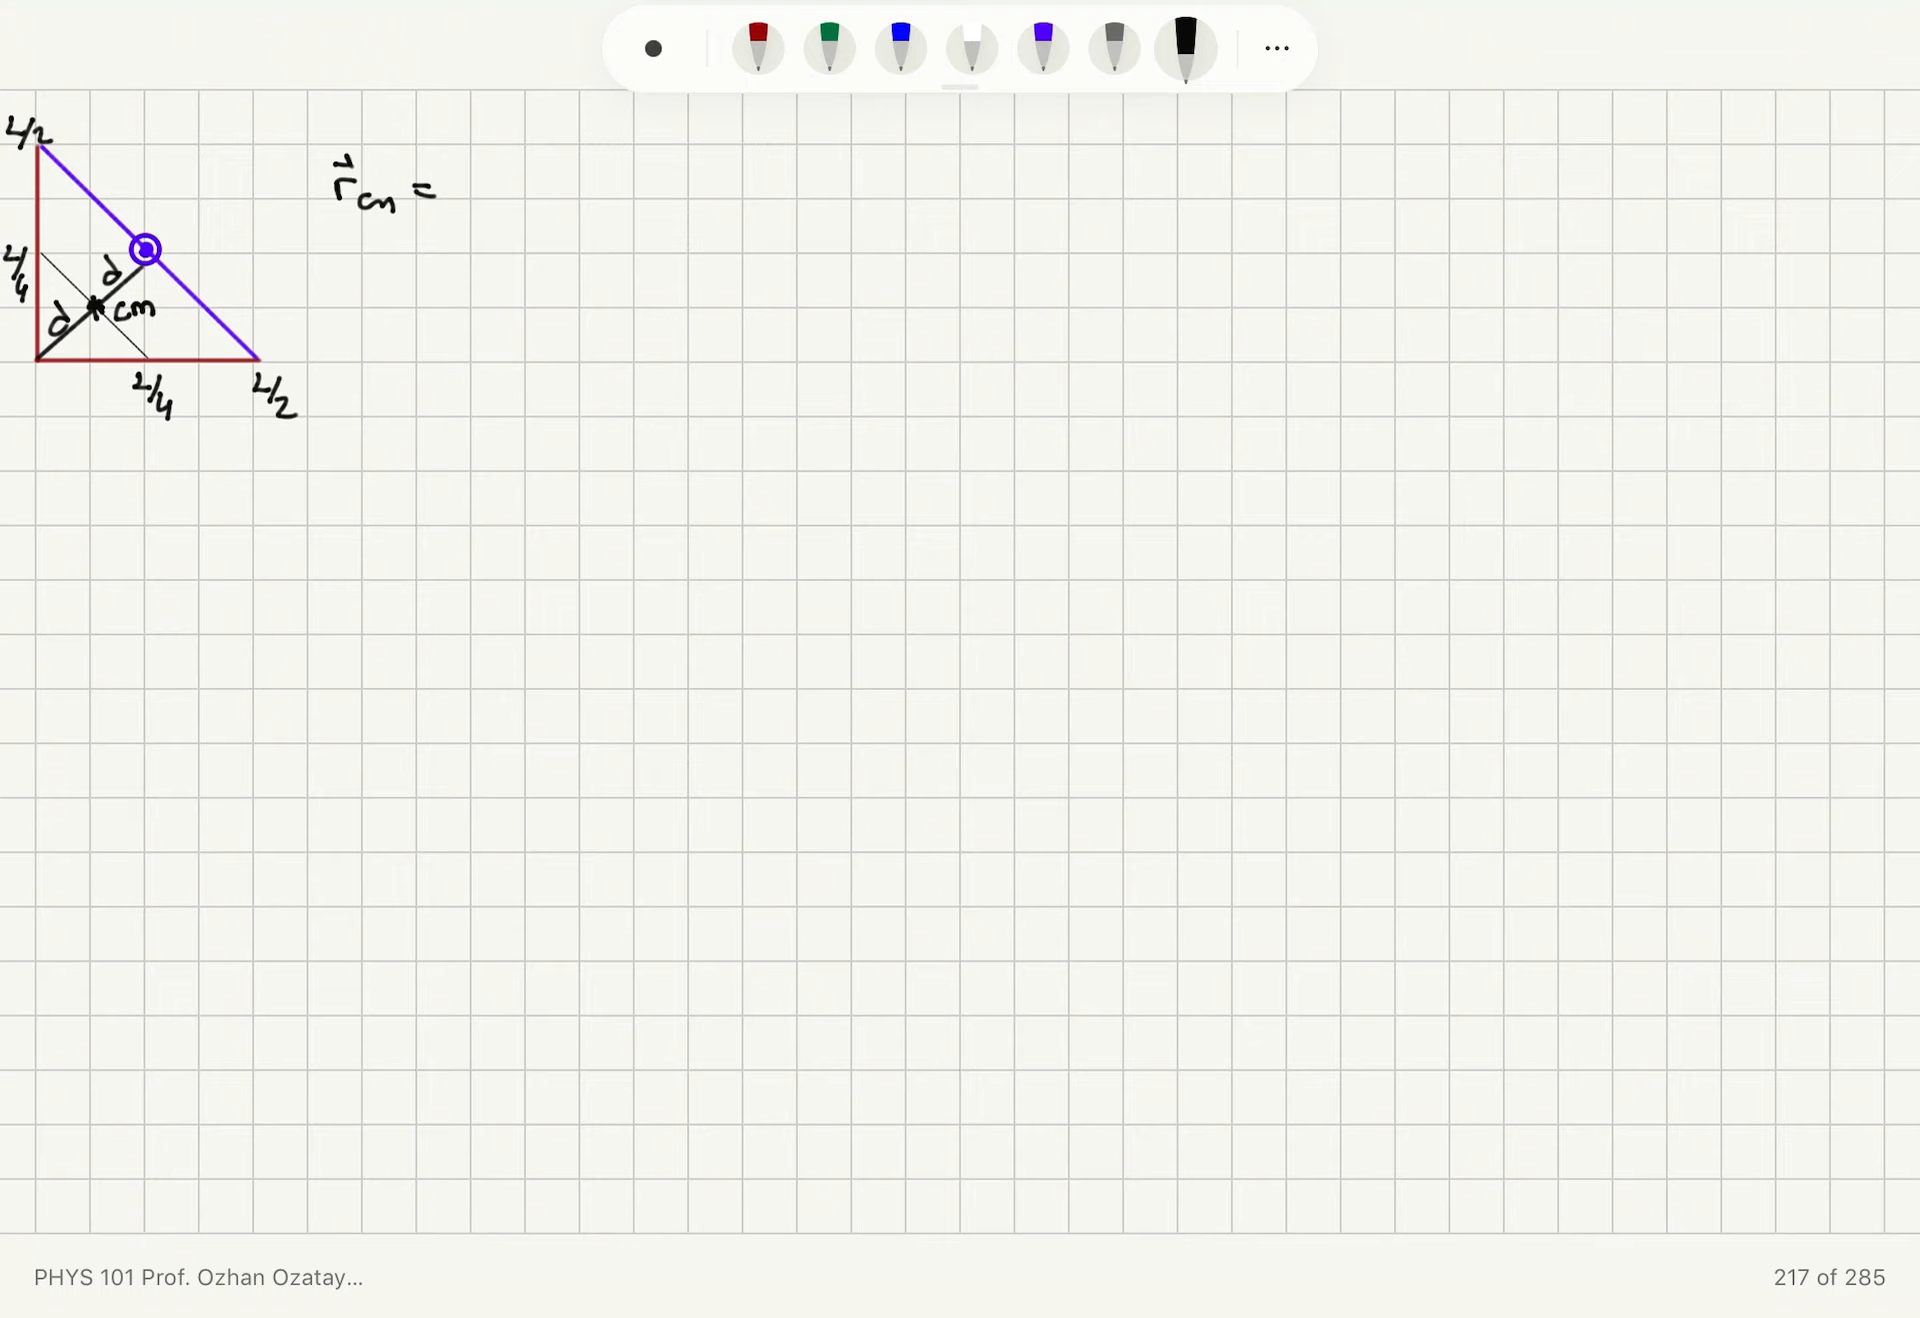 L/2
r⃗cm =
L/4
d
d
cm
L/4
L/2
PHYS 101 Prof. Ozhan Ozatay...
217 of 285